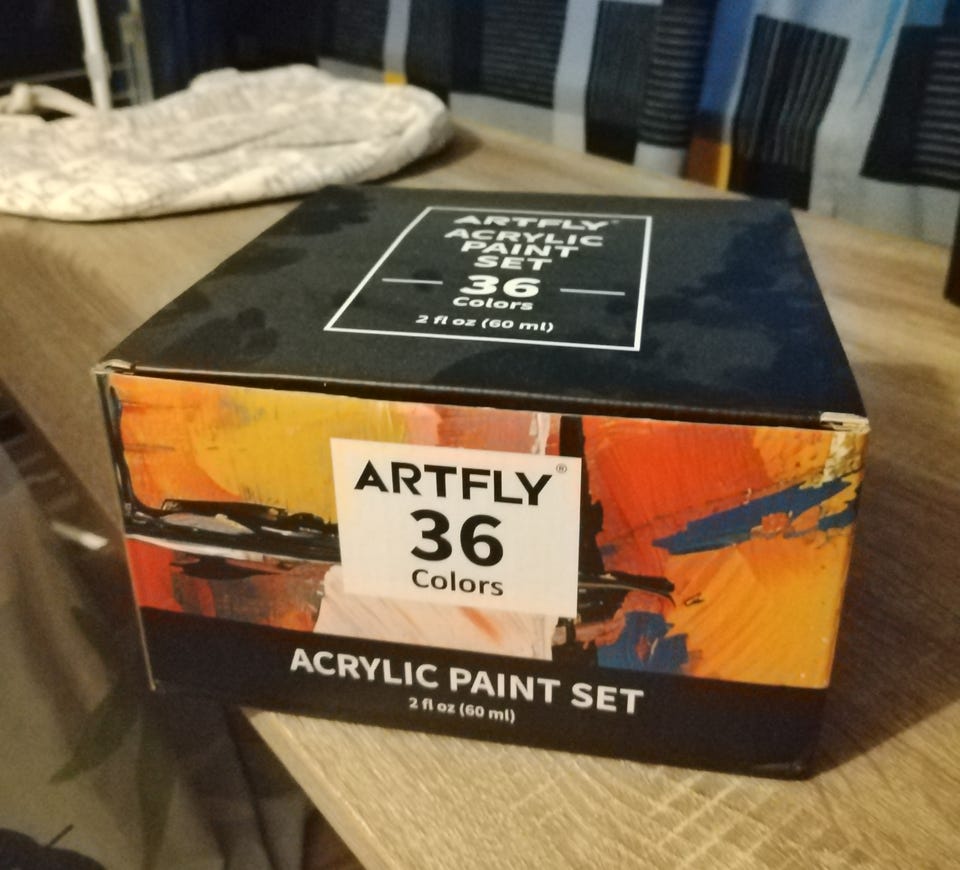 ARTFLY®
ACRYLIC
PAINT
SET
36
Colors
2 fl oz (60 ml)
ARTFLY®
36
Colors
ACRYLIC PAINT SET
2 fl oz (60 ml)